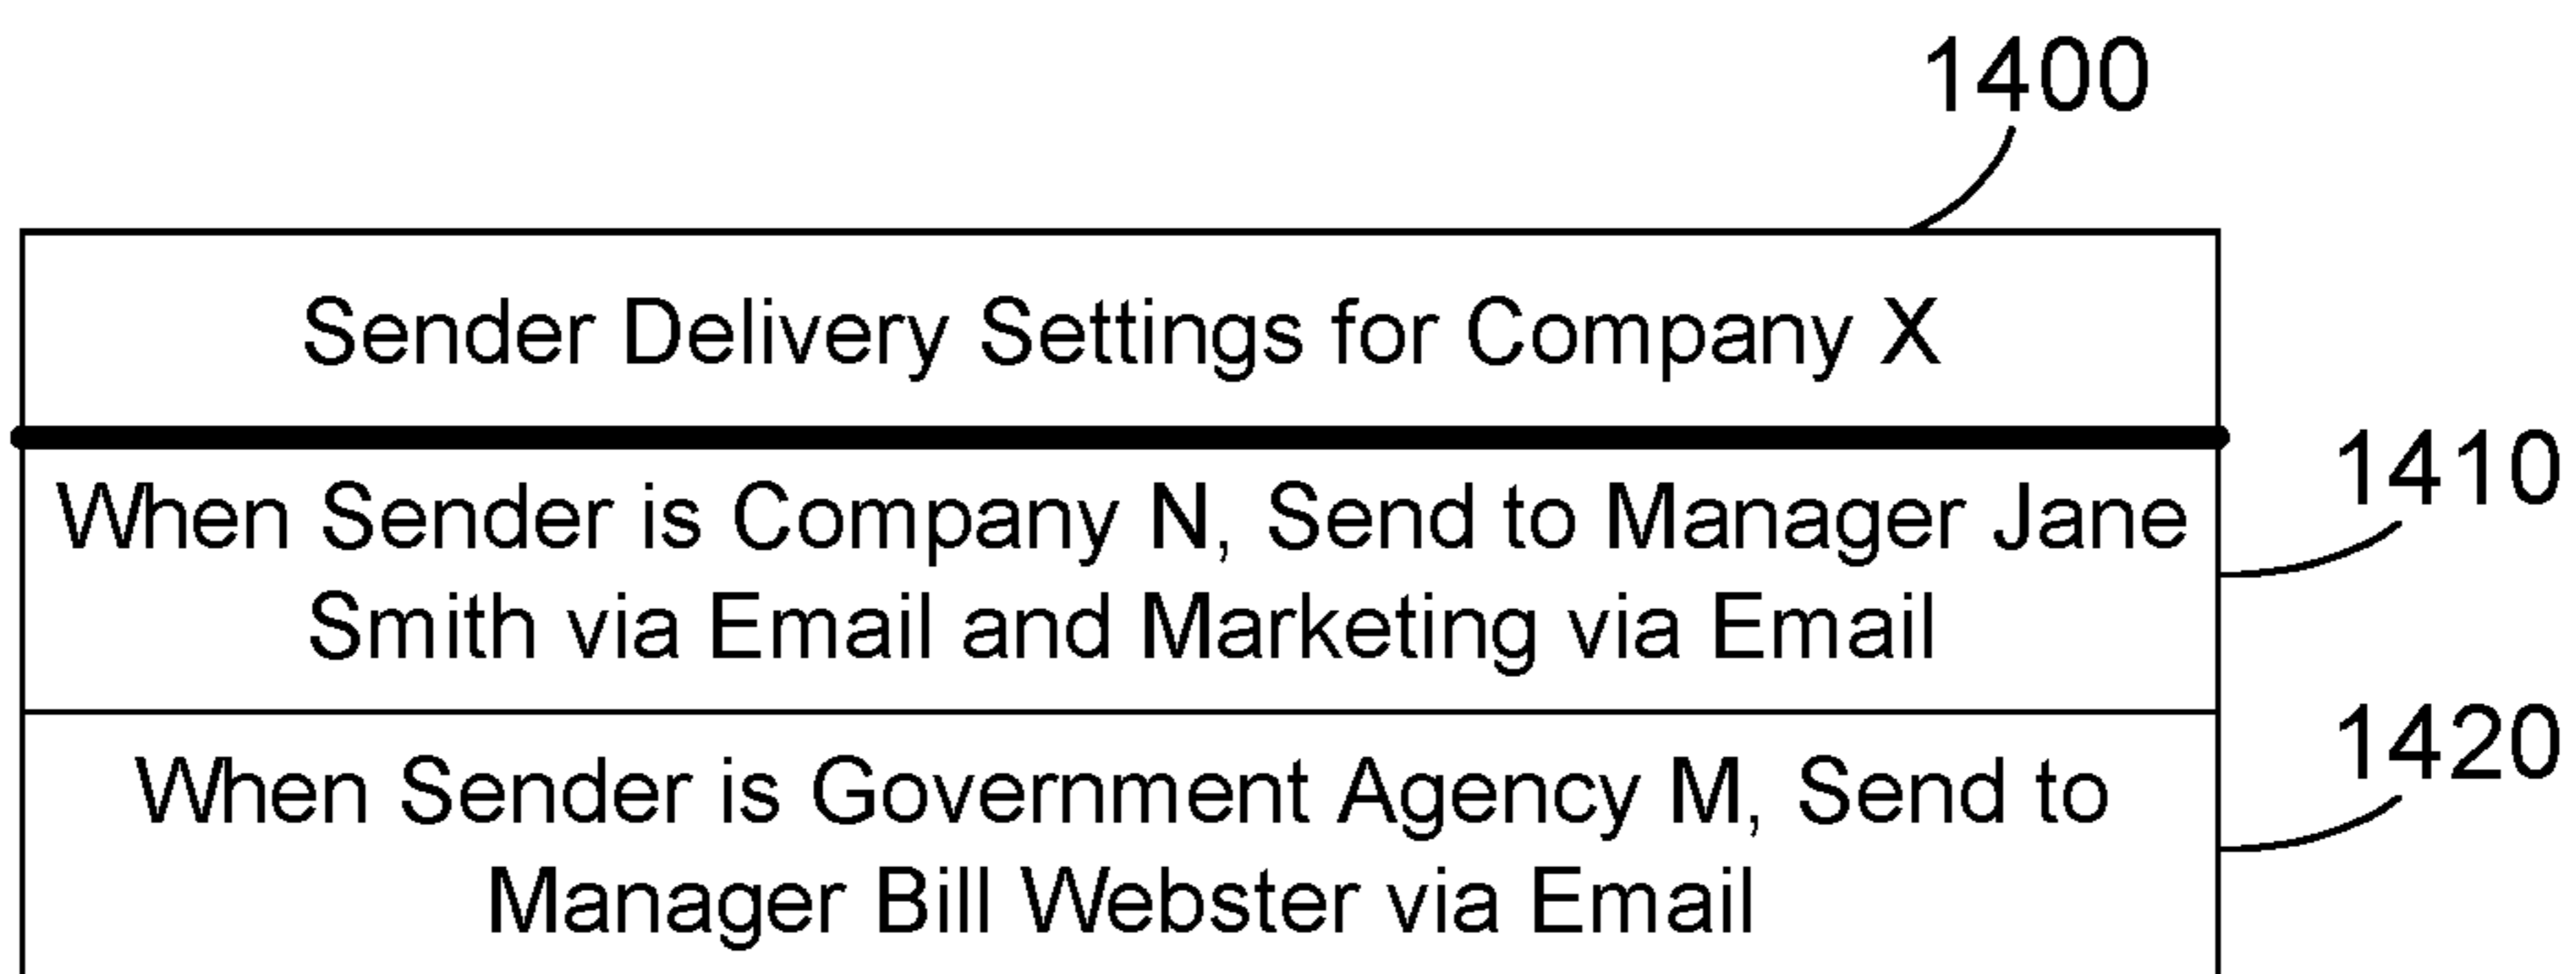 1400
Sender Delivery Settings for Company X
1410
When Sender is Company N, Send to Manager Jane
Smith via Email and Marketing via Email
1420
When Sender is Government Agency M, Send to
Manager Bill Webster via Email